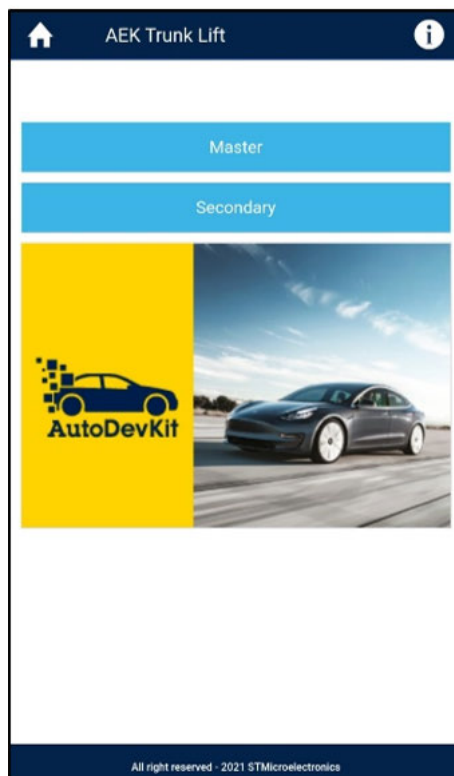 AEK Trunk Lift
i
Master
Secondary
AutoDevKit
All right reserved - 2021 STMicroelectronics